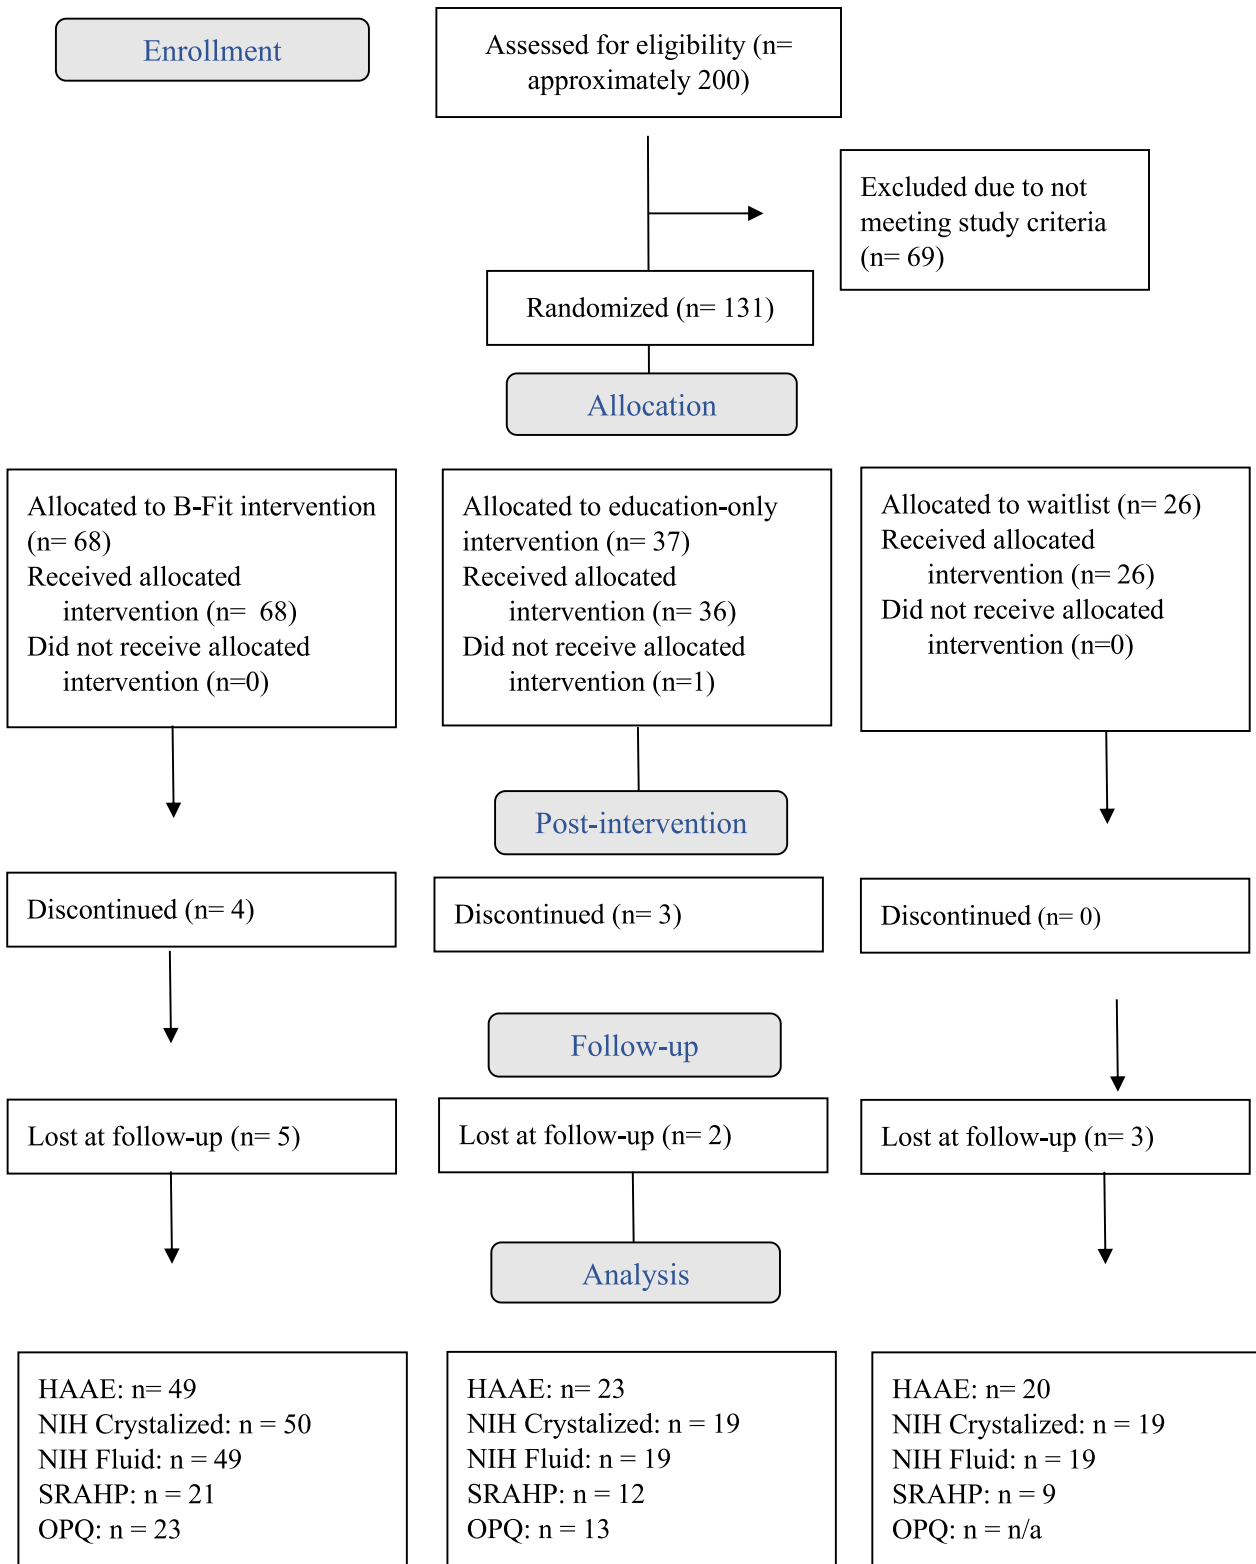 Enrollment
Assessed for eligibility (n=
approximately 200)
Excluded due to not
meeting study criteria
(n= 69)
Randomized (n= 131)
Allocation
Allocated to B-Fit intervention
(n= 68)
Received allocated
intervention (n=  68)
Did not receive allocated
intervention (n=0)
Allocated to education-only
intervention (n= 37)
Received allocated
intervention (n= 36)
Did not receive allocated
intervention (n=1)
Allocated to waitlist (n= 26)
Received allocated
intervention (n= 26)
Did not receive allocated
intervention (n=0)
Post-intervention
Discontinued (n= 4)
Discontinued (n= 3)
Discontinued (n= 0)
Follow-up
Lost at follow-up (n= 5)
Lost at follow-up (n= 2)
Lost at follow-up (n= 3)
Analysis
HAAE: n= 49
NIH Crystalized: n = 50
NIH Fluid: n = 49
SRAHP: n = 21
OPQ: n = 23
HAAE: n= 23
NIH Crystalized: n = 19
NIH Fluid: n = 19
SRAHP: n = 12
OPQ: n = 13
HAAE: n= 20
NIH Crystalized: n = 19
NIH Fluid: n = 19
SRAHP: n = 9
OPQ: n = n/a